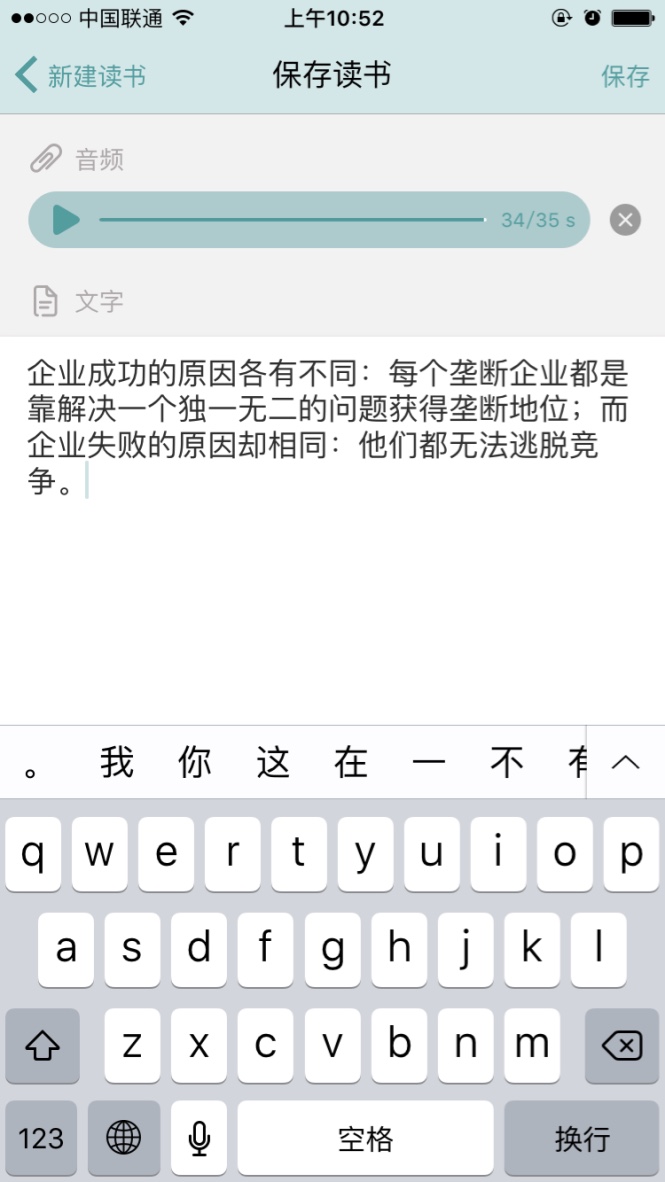 中国联通 上午10:52
新建读书 保存读书 保存
音频
34/35 s
文字
企业成功的原因各有不同：每个垄断企业都是
靠解决一个独一无二的问题获得垄断地位；而
企业失败的原因却相同：他们都无法逃脱竞
争。
。 我 你 这 在 一 不
q w e r t y u i o p
a s d f g h j k l
z x c v b n m
123 空格 换行